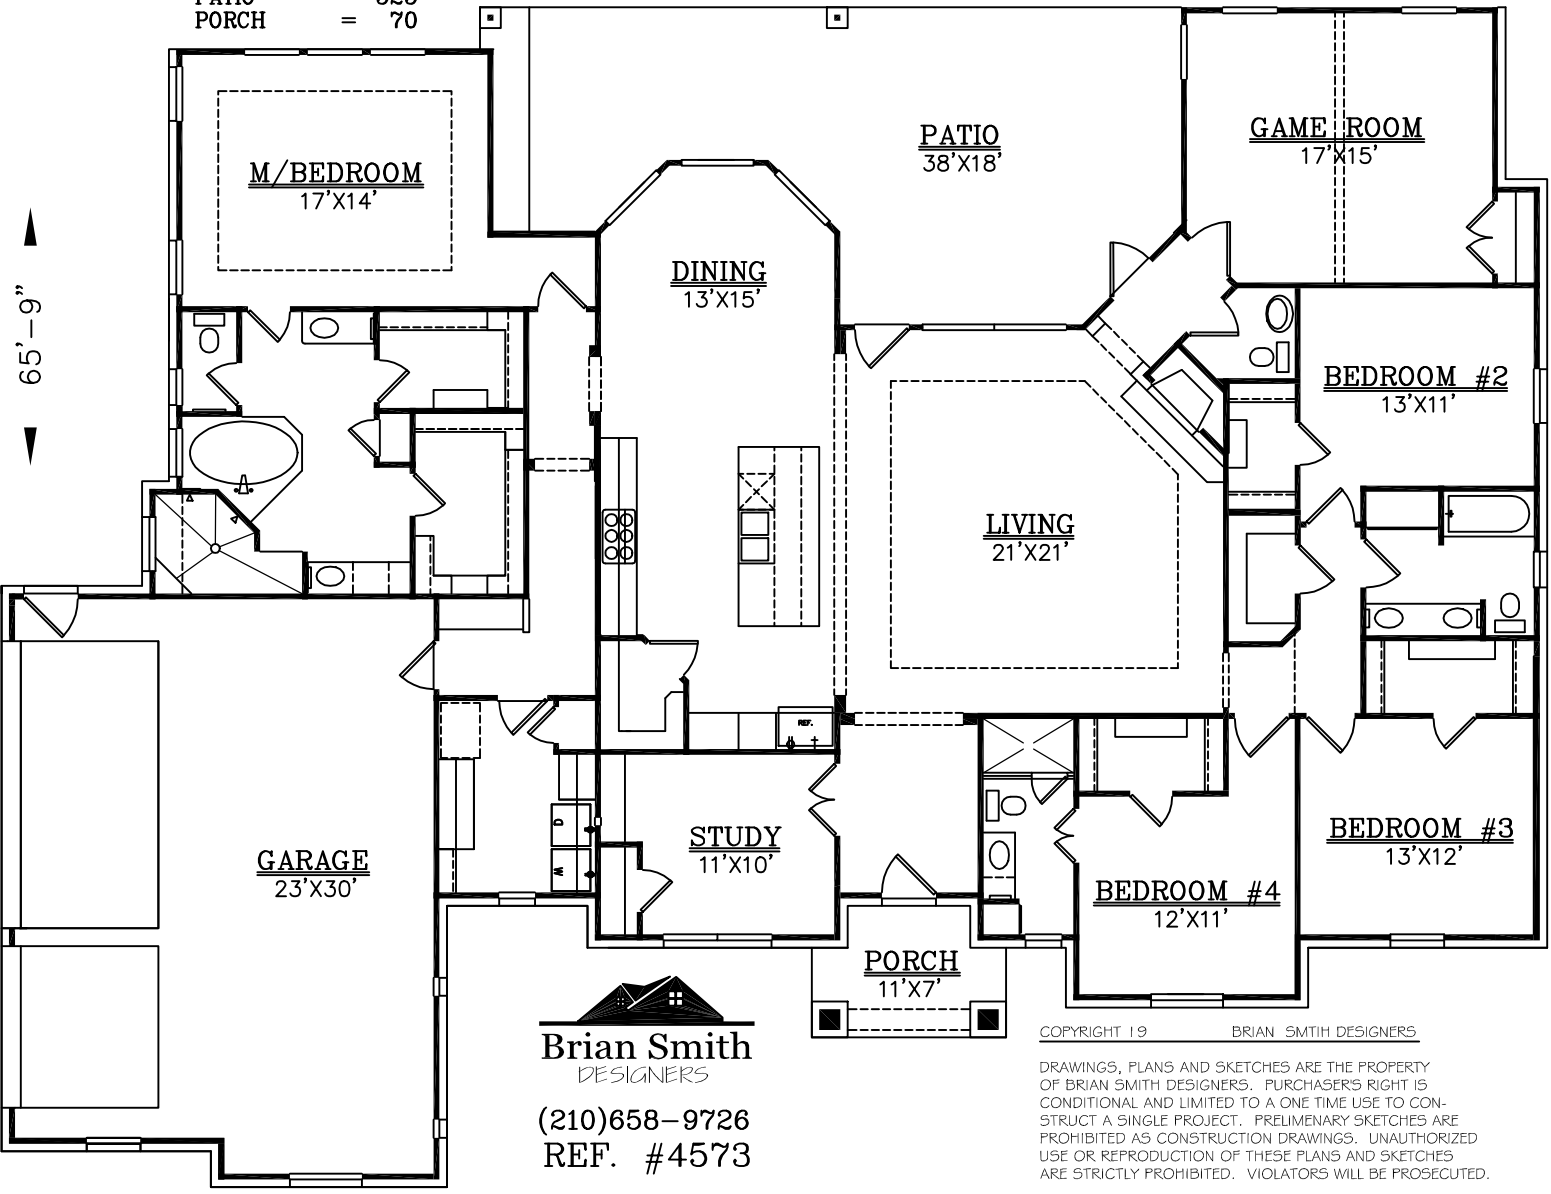 PATIO 525
PORCH = 70
M/BEDROOM
17'X14'
PATIO
38'X18'
GAME ROOM
17'X15'
65'-9"
DINING
13'X15'
BEDROOM #2
13'X11'
LIVING
21'X21'
REF.
STUDY
11'X10'
D
W
GARAGE
23'X30'
BEDROOM #3
13'X12'
BEDROOM #4
12'X11'
PORCH
11'X7'
Brian Smith
DESIGNERS
(210)658-9726
REF. #4573
COPYRIGHT 19 BRIAN SMTIH DESIGNERS
DRAWINGS, PLANS AND SKETCHES ARE THE PROPERTY
OF BRIAN SMITH DESIGNERS. PURCHASER'S RIGHT IS
CONDITIONAL AND LIMITED TO A ONE TIME USE TO CON-
STRUCT A SINGLE PROJECT. PRELIMENARY SKETCHES ARE
PROHIBITED AS CONSTRUCTION DRAWINGS. UNAUTHORIZED
USE OR REPRODUCTION OF THESE PLANS AND SKETCHES
ARE STRICTLY PROHIBITED. VIOLATORS WILL BE PROSECUTED.